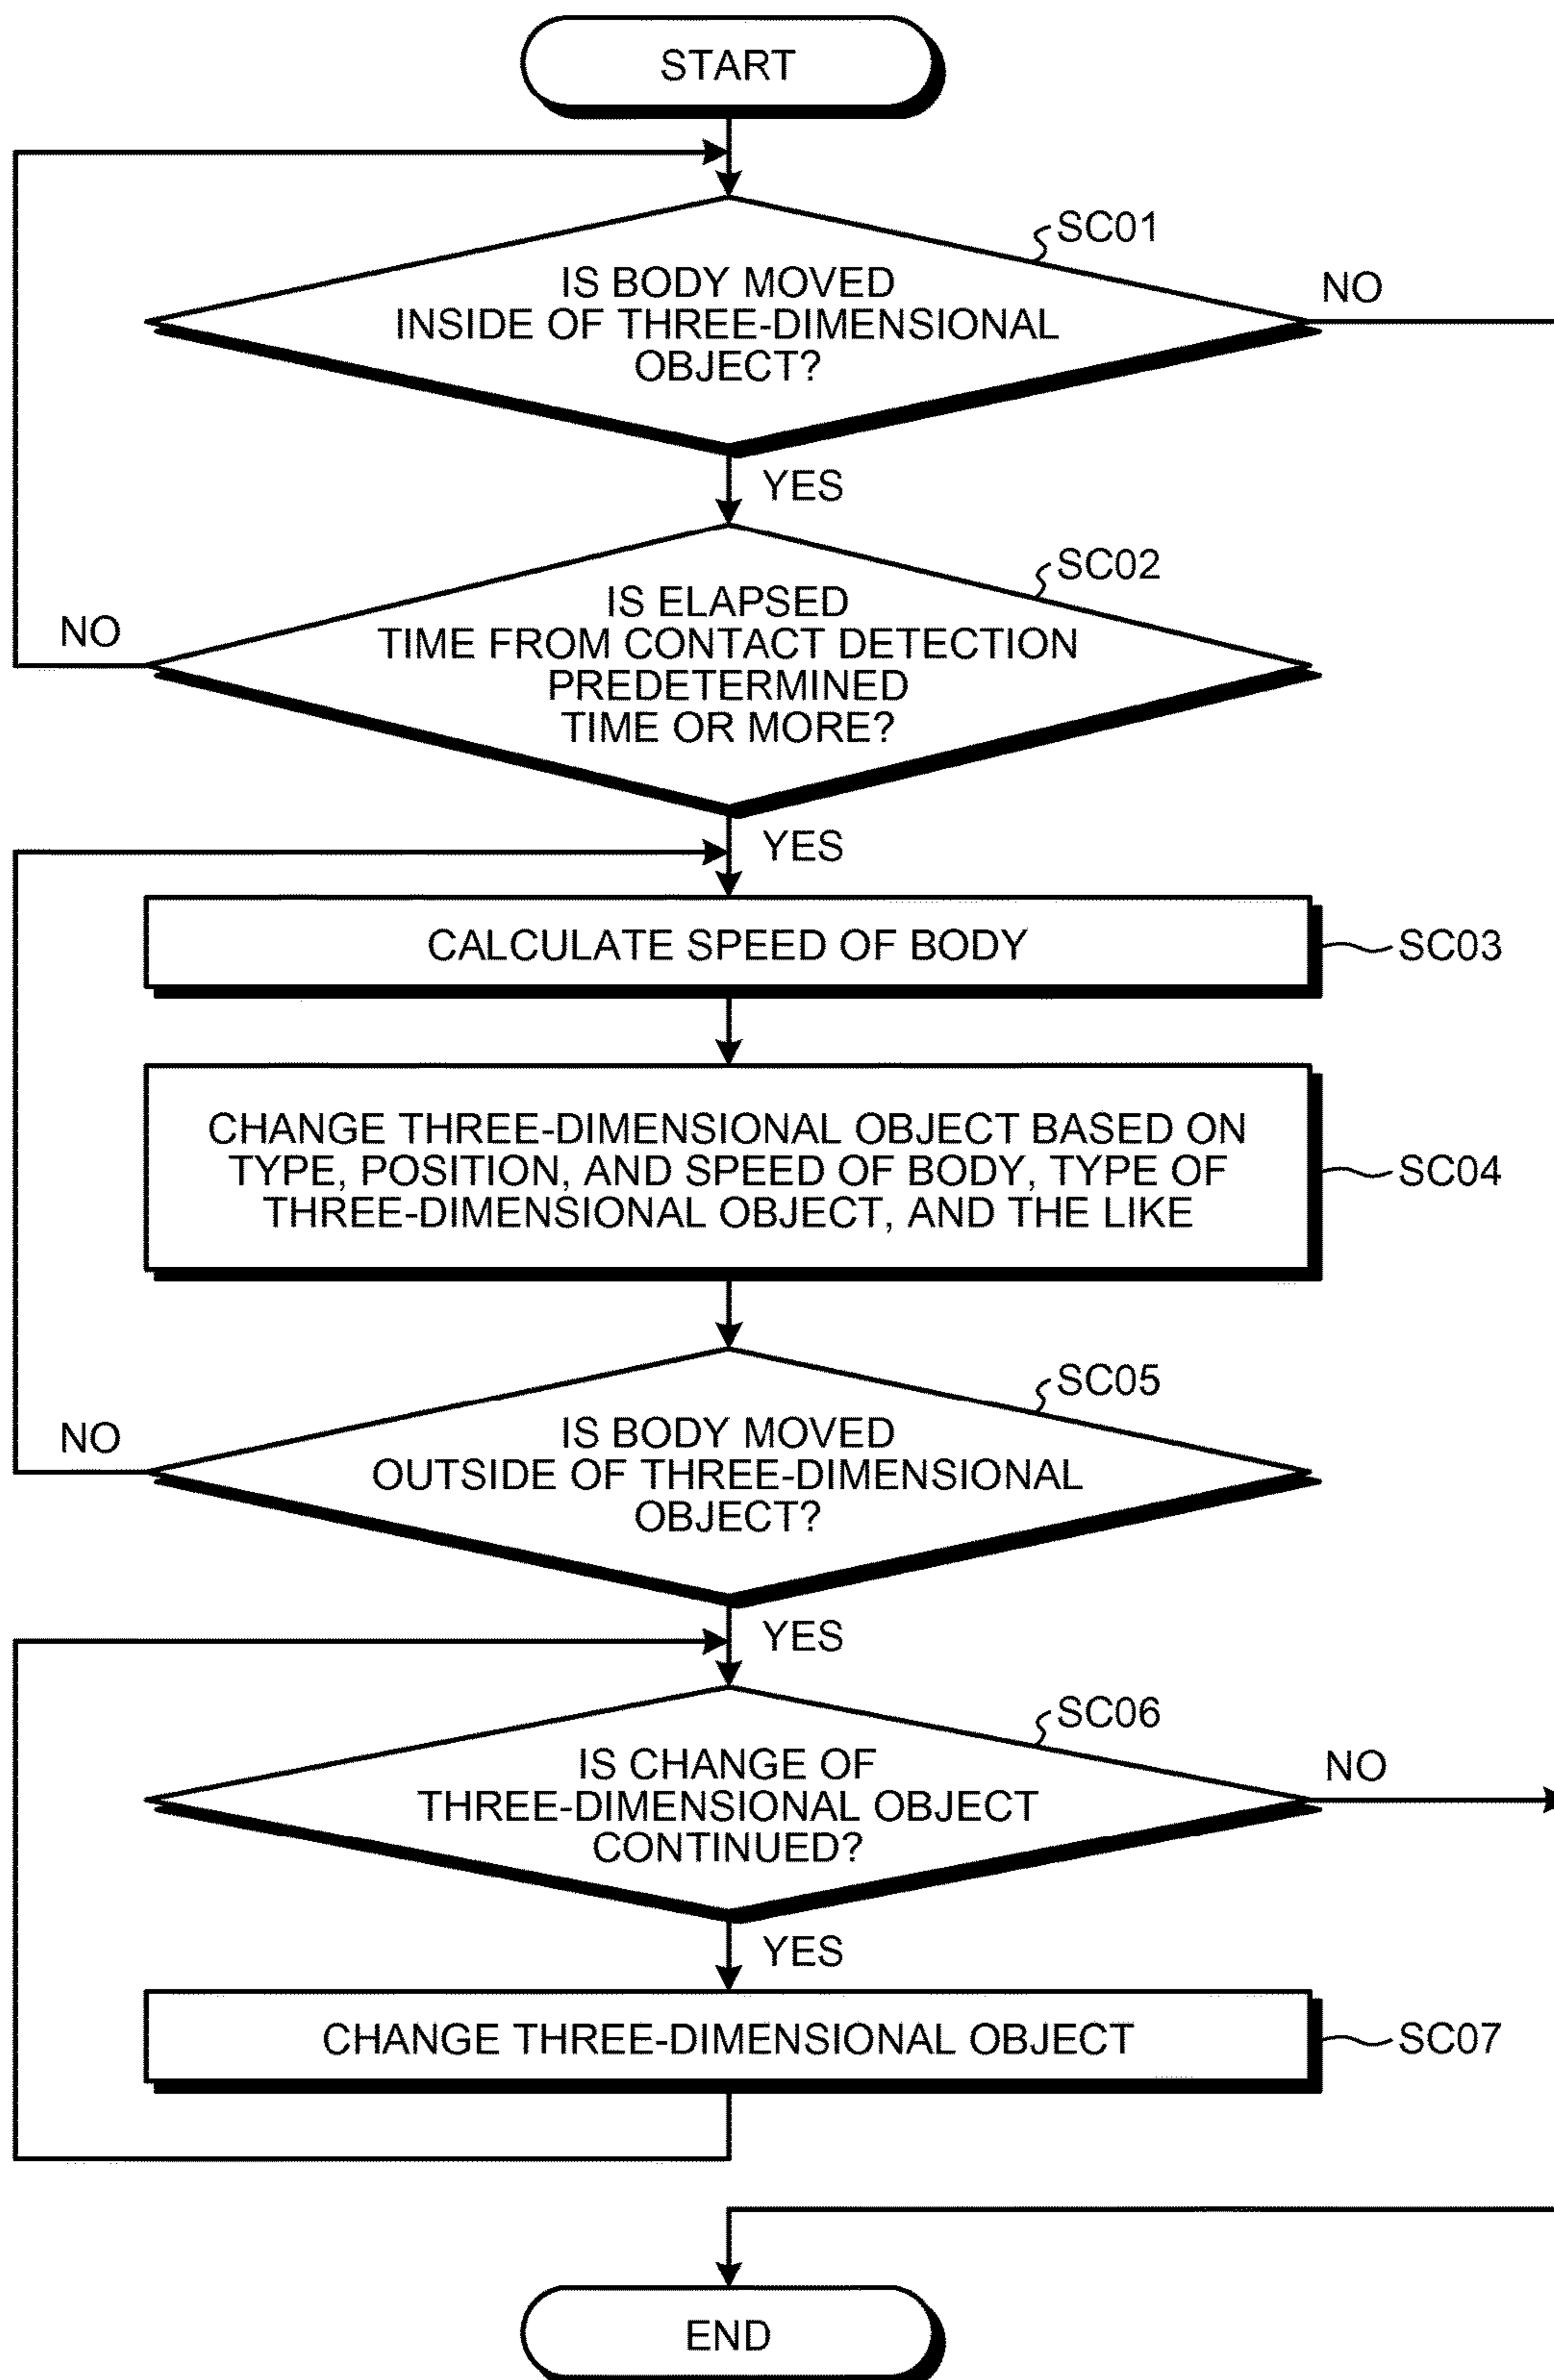 START
SC01
IS BODY MOVED
INSIDE OF THREE-DIMENSIONAL
OBJECT?
NO
YES
SC02
IS ELAPSED
TIME FROM CONTACT DETECTION
PREDETERMINED
TIME OR MORE?
NO
YES
CALCULATE SPEED OF BODY
SC03
CHANGE THREE-DIMENSIONAL OBJECT BASED ON
TYPE, POSITION, AND SPEED OF BODY, TYPE OF
THREE-DIMENSIONAL OBJECT, AND THE LIKE
SC04
SC05
IS BODY MOVED
OUTSIDE OF THREE-DIMENSIONAL
OBJECT?
NO
YES
SC06
IS CHANGE OF
THREE-DIMENSIONAL OBJECT
CONTINUED?
NO
YES
CHANGE THREE-DIMENSIONAL OBJECT
SC07
END